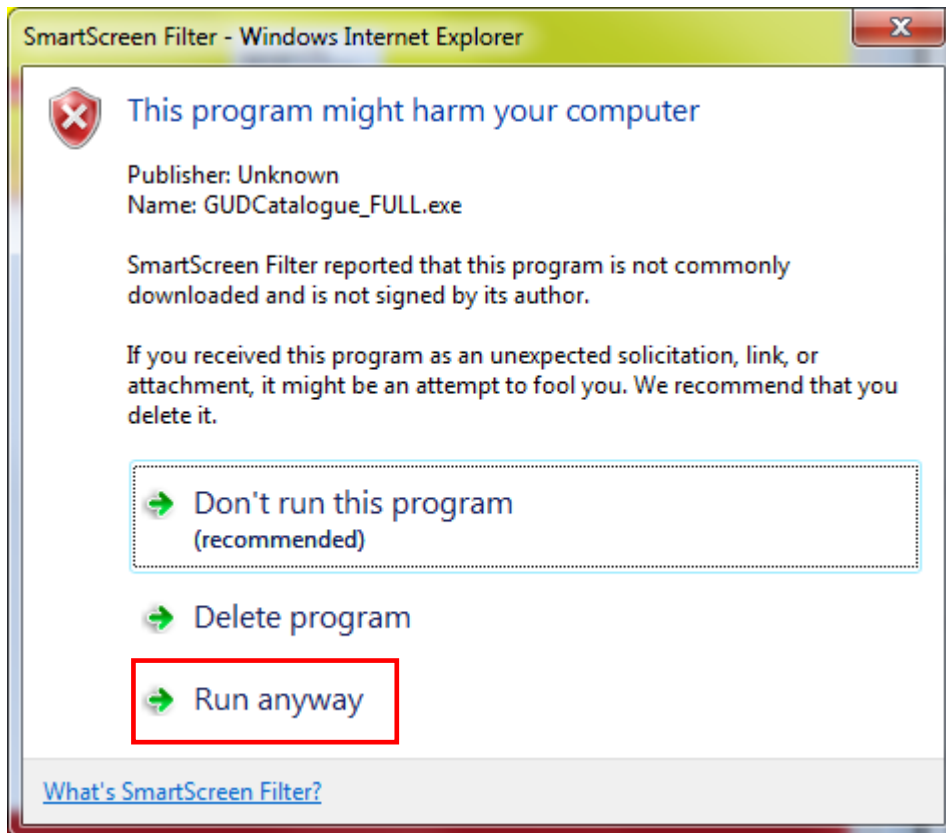 SmartScreen Filter - Windows Internet Explorer
This program might harm your computer
Publisher: Unknown
Name: GUDCatalogue_FULL.exe
SmartScreen Filter reported that this program is not commonly
downloaded and is not signed by its author.
If you received this program as an unexpected solicitation, link, or
attachment, it might be an attempt to fool you. We recommend that you
delete it.
Don't run this program
(recommended)
Delete program
Run anyway
What's SmartScreen Filter?